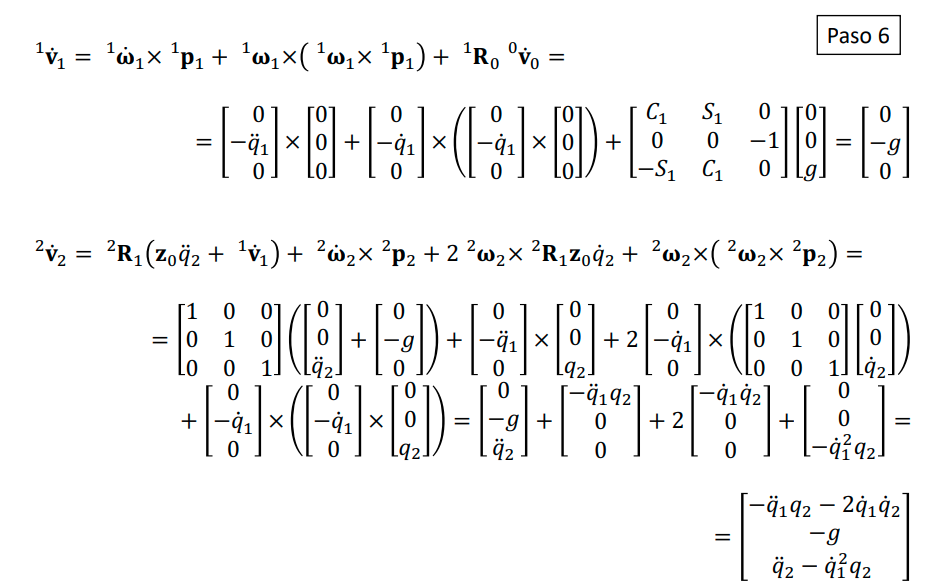 Paso 6
¹v̇₁ = ¹ω̇₁× ¹p₁ + ¹ω₁×( ¹ω₁× ¹p₁) + ¹R₀ ⁰v̇₀ =
= [0; −q̈₁; 0] × [0; 0; 0] + [0; −q̇₁; 0] × ([0; −q̇₁; 0] × [0; 0; 0]) + [C₁ S₁ 0; 0 0 −1; −S₁ C₁ 0] [0; 0; g] = [0; −g; 0]
²v̇₂ = ²R₁(z₀q̈₂ + ¹v̇₁) + ²ω̇₂× ²p₂ + 2 ²ω₂× ²R₁z₀q̇₂ + ²ω₂×( ²ω₂× ²p₂) =
= [1 0 0; 0 1 0; 0 0 1] ([0; 0; q̈₂] + [0; −g; 0]) + [0; −q̈₁; 0] × [0; 0; q₂] + 2 [0; −q̇₁; 0] × ([1 0 0; 0 1 0; 0 0 1] [0; 0; q̇₂])
+ [0; −q̇₁; 0] × ([0; −q̇₁; 0] × [0; 0; q₂]) = [0; −g; q̈₂] + [−q̈₁q₂; 0; 0] + 2 [−q̇₁q̇₂; 0; 0] + [0; 0; −q̇₁²q₂] =
= [−q̈₁q₂ − 2q̇₁q̇₂; −g; q̈₂ − q̇₁²q₂]